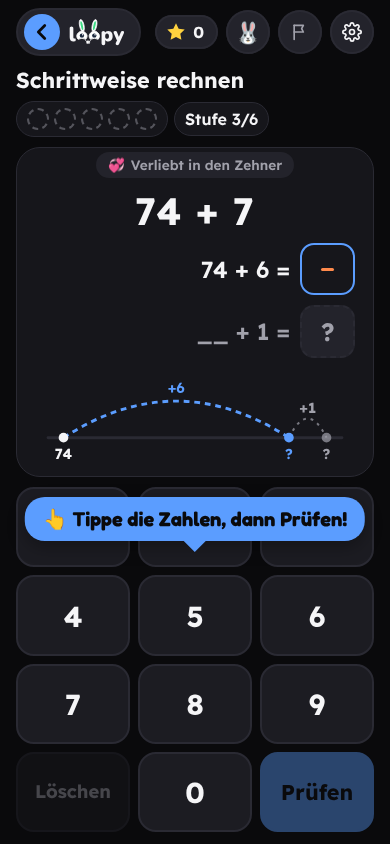 loopy
0
Schrittweise rechnen
Stufe 3/6
Verliebt in den Zehner
74 + 7
74 + 6 = –
__ + 1 = ?
+6
+1
74 ? ?
Tippe die Zahlen, dann Prüfen!
4 5 6
7 8 9
Löschen 0 Prüfen